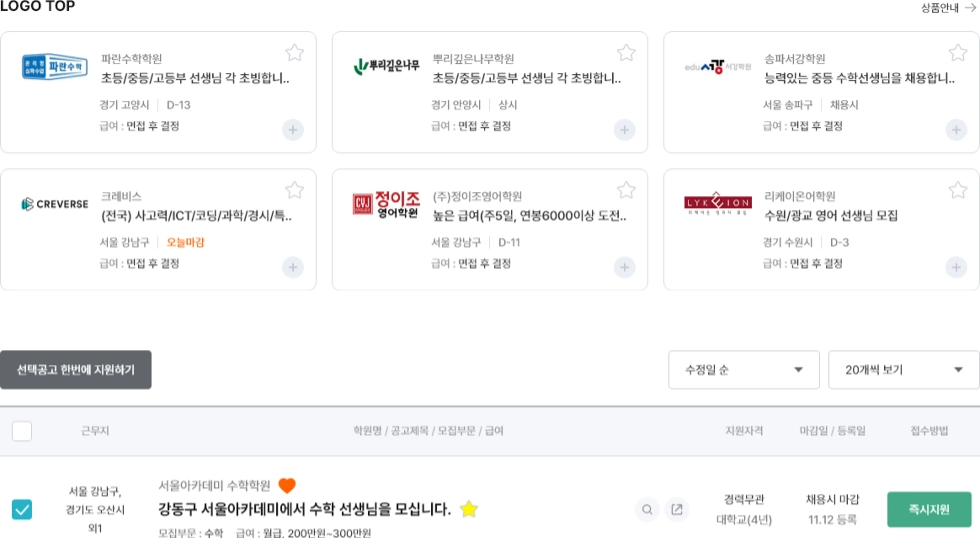 LOGO TOP
상품안내
파란수학
파란수학학원
초등/중등/고등부 선생님 각 초빙합니..
경기 고양시 D-13
급여 : 면접 후 결정
뿌리깊은나무
뿌리깊은나무학원
초등/중등/고등부 선생님 각 초빙합니..
경기 안양시 상시
급여 : 면접 후 결정
edu 서강 서강학원
송파서강학원
능력있는 중등 수학선생님을 채용합니..
서울 송파구 채용시
급여 : 면접 후 결정
CREVERSE
크레비스
(전국) 사고력/ICT/코딩/과학/경시/특..
서울 강남구 오늘마감
급여 : 면접 후 결정
CYJ 정이조
영어학원
(주)정이조영어학원
높은 급여(주5일, 연봉6000이상 도전..
서울 강남구 D-11
급여 : 면접 후 결정
LYKEION
리케이온어학원
수원/광교 영어 선생님 모집
경기 수원시 D-3
급여 : 면접 후 결정
선택공고 한번에 지원하기
수정일 순
20개씩 보기
근무지 학원명 / 공고제목 / 모집부문 / 급여 지원자격 마감일 / 등록일 접수방법
서울 강남구,
경기도 오산시
외1
서울아카데미 수학학원
강동구 서울아카데미에서 수학 선생님을 모십니다.
모집부문 : 수학 급여 : 월급, 200만원~300만원
경력무관
대학교(4년)
채용시 마감
11.12 등록
즉시지원